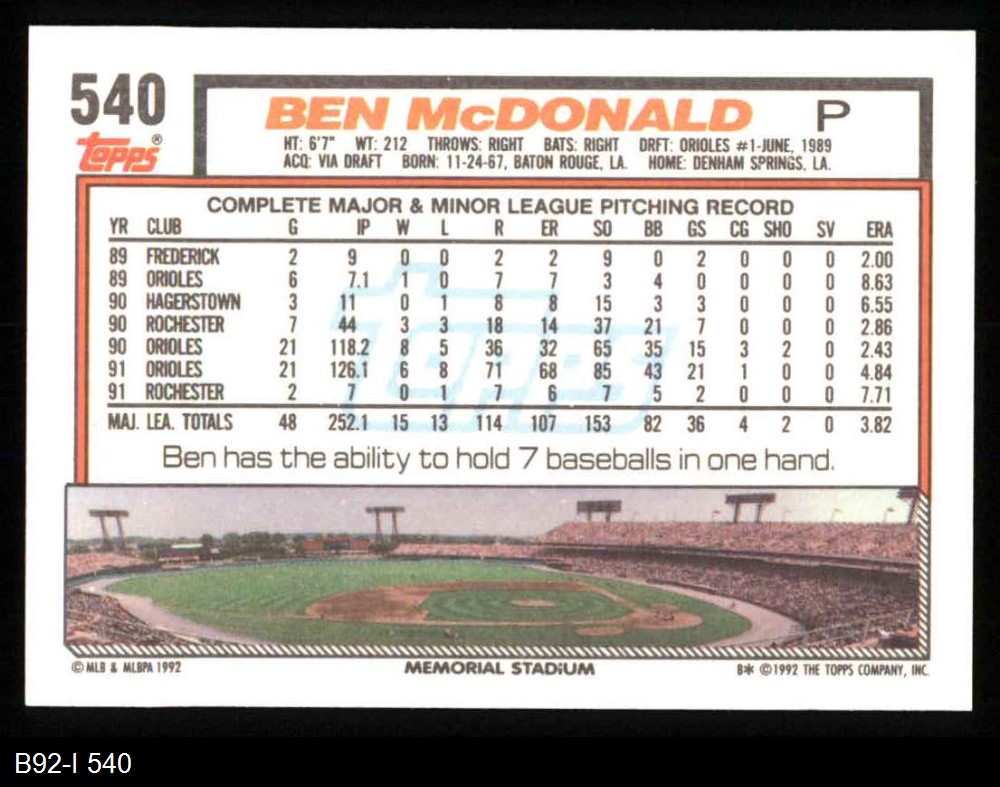 540
topps®
BEN McDONALD P
HT: 6'7" WT: 212 THROWS: RIGHT BATS: RIGHT DRFT: ORIOLES #1-JUNE, 1989
ACQ: VIA DRAFT BORN: 11-24-67, BATON ROUGE, LA. HOME: DENHAM SPRINGS, LA.
COMPLETE MAJOR & MINOR LEAGUE PITCHING RECORD
YR CLUB G IP W L R ER SO BB GS CG SHO SV ERA
89 FREDERICK 2 9 0 0 2 2 9 0 2 0 0 0 2.00
89 ORIOLES 6 7.1 1 0 7 7 3 4 0 0 0 0 8.63
90 HAGERSTOWN 3 11 0 1 8 8 15 3 3 0 0 0 6.55
90 ROCHESTER 7 44 3 3 18 14 37 21 7 0 0 0 2.86
90 ORIOLES 21 118.2 8 5 36 32 65 35 15 3 2 0 2.43
91 ORIOLES 21 126.1 6 8 71 68 85 43 21 1 0 0 4.84
91 ROCHESTER 2 7 0 1 7 6 7 5 2 0 0 0 7.71
MAJ. LEA. TOTALS 48 252.1 15 13 114 107 153 82 36 4 2 0 3.82
topps
Ben has the ability to hold 7 baseballs in one hand.
© MLB & MLBPA 1992 MEMORIAL STADIUM B* ©1992 THE TOPPS COMPANY, INC.
B92-I 540